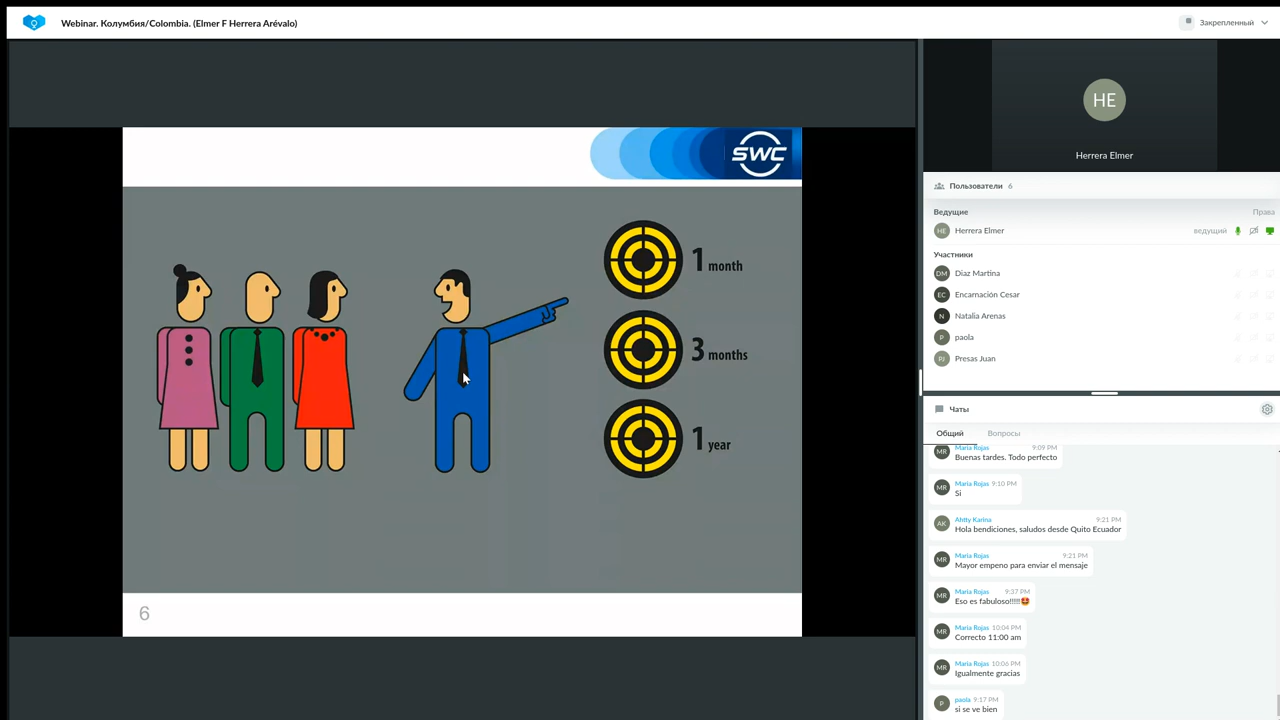 Webinar. Колумбия/Colombia. (Elmer F Herrera Arévalo)
Закрепленный
SWC
1 month
3 months
1 year
6
HE
Herrera Elmer
Пользователи 6
Ведущие
Права
HE
Herrera Elmer
ведущий
Участники
DM
Diaz Martina
EC
Encarnación Cesar
N
Natalia Arenas
P
paola
PJ
Presas Juan
Чаты
Общий
Вопросы
MR
Maria Rojas 9:09 PM
Buenas tardes. Todo perfecto
MR
Maria Rojas 9:10 PM
Si
AK
Ahtty Karina 9:21 PM
Hola bendiciones, saludos desde Quito Ecuador
MR
Maria Rojas 9:21 PM
Mayor empeno para enviar el mensaje
MR
Maria Rojas 9:37 PM
Eso es fabuloso!!!!!🤩
MR
Maria Rojas 10:04 PM
Correcto 11:00 am
MR
Maria Rojas 10:06 PM
Igualmente gracias
P
paola 9:17 PM
si se ve bien